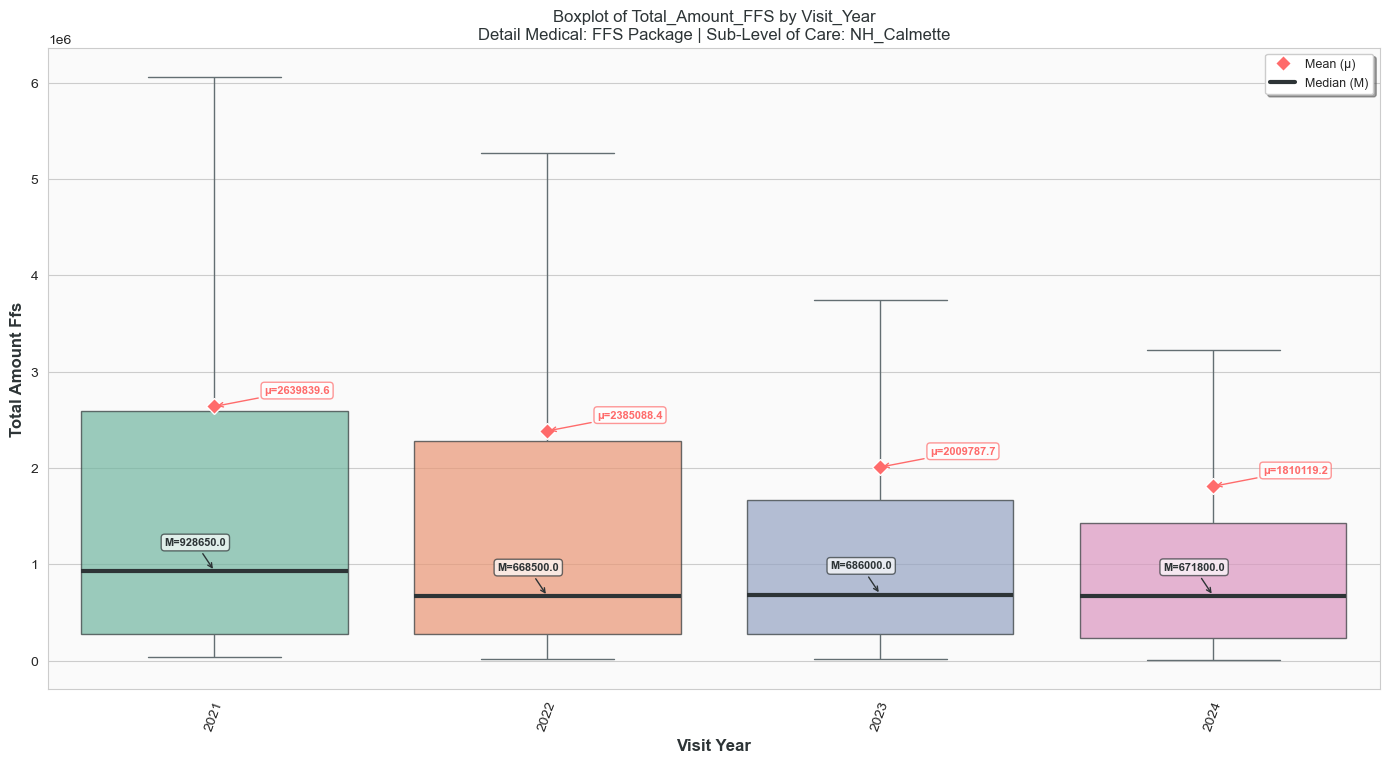 Boxplot of Total_Amount_FFS by Visit_Year
Detail Medical: FFS Package | Sub-Level of Care: NH_Calmette
1e6
Mean (μ)
Median (M)
6
5
4
3
2
1
0
Total Amount Ffs
μ=2639839.6
μ=2385088.4
μ=2009787.7
μ=1810119.2
M=928650.0
M=668500.0
M=686000.0
M=671800.0
2021
2022
2023
2024
Visit Year